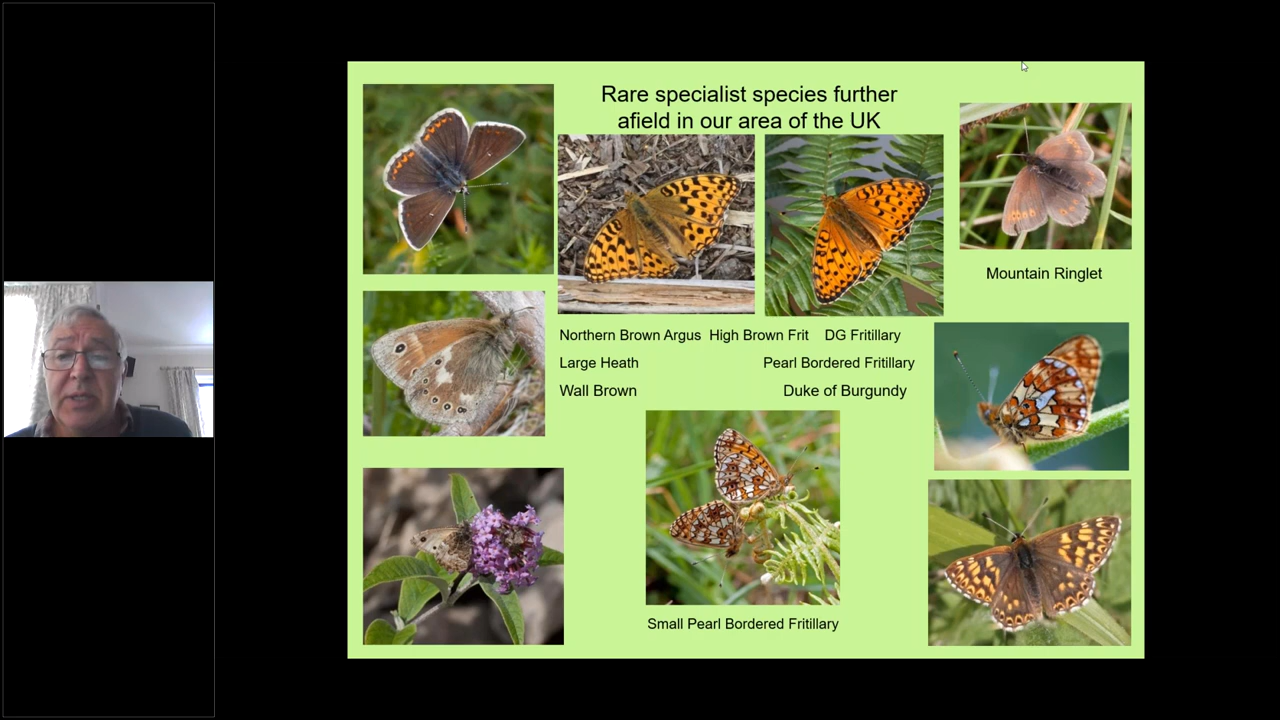 Rare specialist species further
afield in our area of the UK
Mountain Ringlet
Northern Brown Argus High Brown Frit DG Fritillary
Large Heath Pearl Bordered Fritillary
Wall Brown Duke of Burgundy
Small Pearl Bordered Fritillary